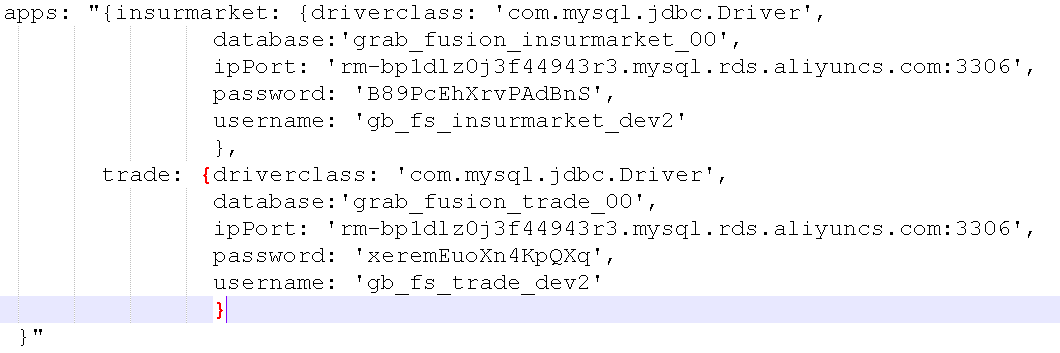 apps: "{insurmarket: {driverclass: 'com.mysql.jdbc.Driver',
database:'grab_fusion_insurmarket_00',
ipPort: 'rm-bp1dlz0j3f44943r3.mysql.rds.aliyuncs.com:3306',
password: 'B89PcEhXrvPAdBnS',
username: 'gb_fs_insurmarket_dev2'
},
trade: {driverclass: 'com.mysql.jdbc.Driver',
database:'grab_fusion_trade_00',
ipPort: 'rm-bp1dlz0j3f44943r3.mysql.rds.aliyuncs.com:3306',
password: 'xeremEuoXn4KpQXq',
username: 'gb_fs_trade_dev2'
}
}"